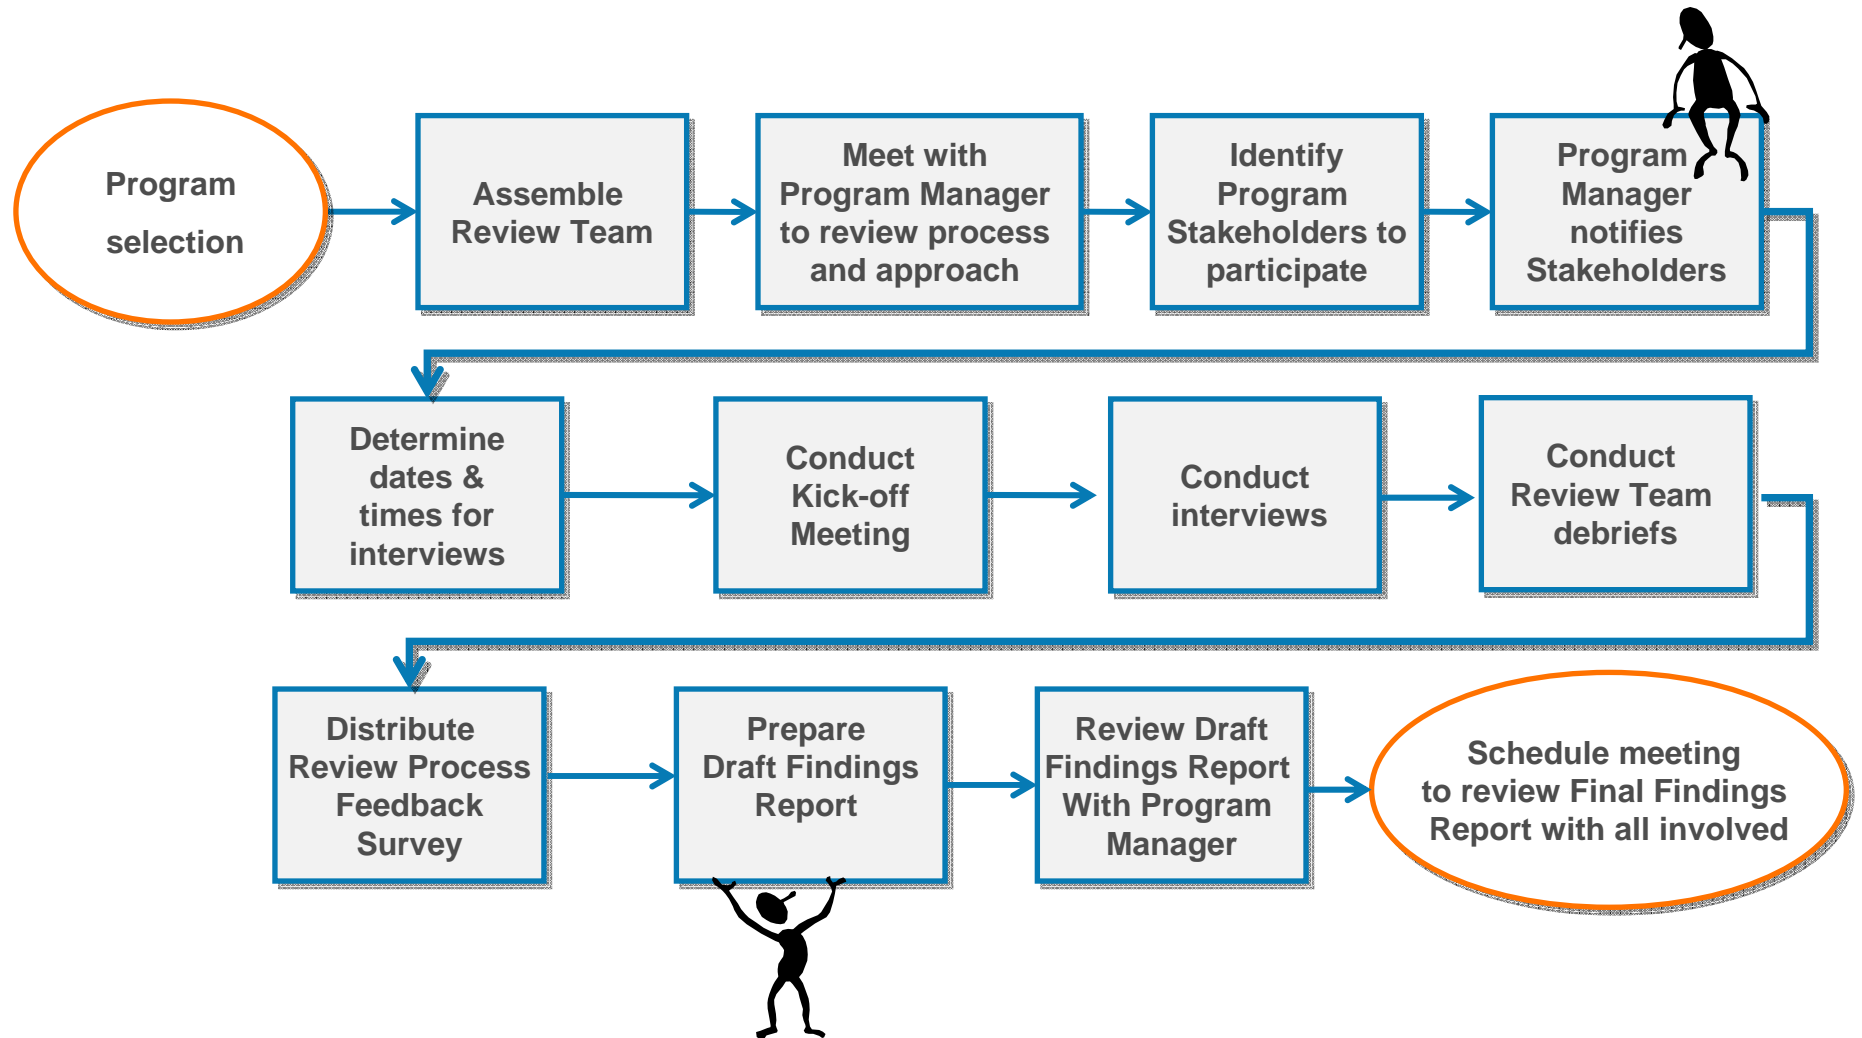 Program
selection
Assemble
Review Team
Meet with
Program Manager
to review process
and approach
Identify
Program
Stakeholders to
participate
Program
Manager
notifies
Stakeholders
Determine
dates &
times for
interviews
Conduct
Kick-off
Meeting
Conduct
interviews
Conduct
Review Team
debriefs
Distribute
Review Process
Feedback
Survey
Prepare
Draft Findings
Report
Review Draft
Findings Report
With Program
Manager
Schedule meeting
to review Final Findings
Report with all involved